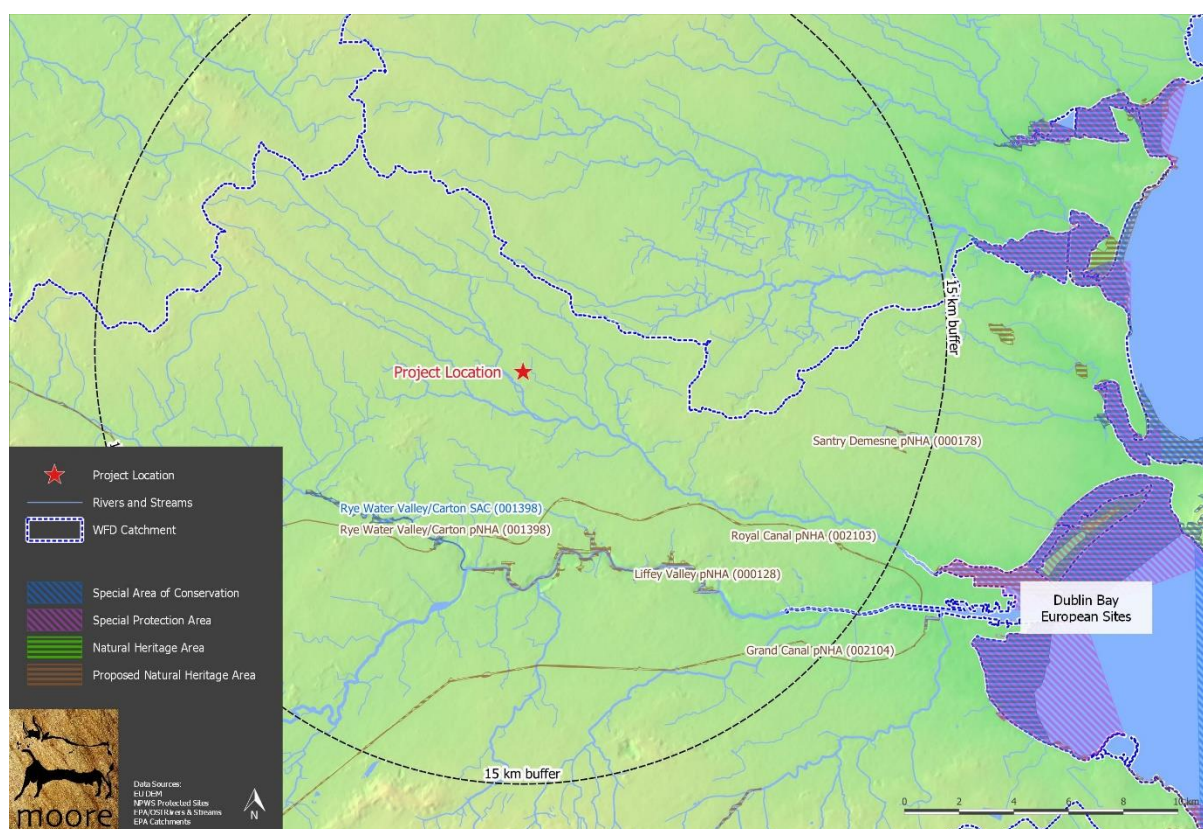 15 km buffer
Project Location
Santry Demesne pNHA (000178)
Rye Water Valley/Carton SAC (001398)
Rye Water Valley/Carton pNHA (001398)
Royal Canal pNHA (002103)
Liffey Valley pNHA (000128)
Dublin Bay
European Sites
Grand Canal pNHA (002104)
15 km buffer
Project Location
Rivers and Streams
WFD Catchment
Special Area of Conservation
Special Protection Area
Natural Heritage Area
Proposed Natural Heritage Area
moore
Data Sources:
EU DEM
NPWS Protected Sites
EPA/OSI Rivers & Streams
EPA Catchments
N
0 2 4 6 8 10 km